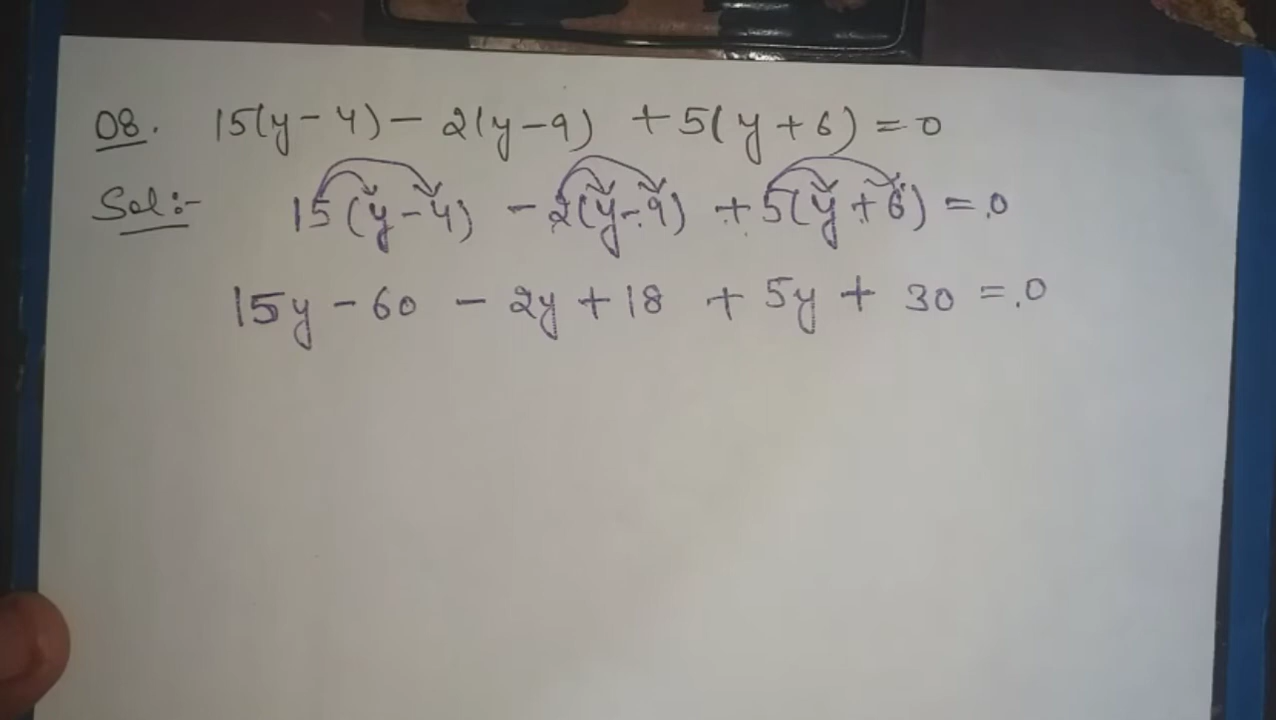 08. 15(y-4) - 2(y-9) + 5(y+6) = 0
Sol:- 15(y-4) - 2(y-9) + 5(y+6) = 0
15y - 60 - 2y + 18 + 5y + 30 = 0